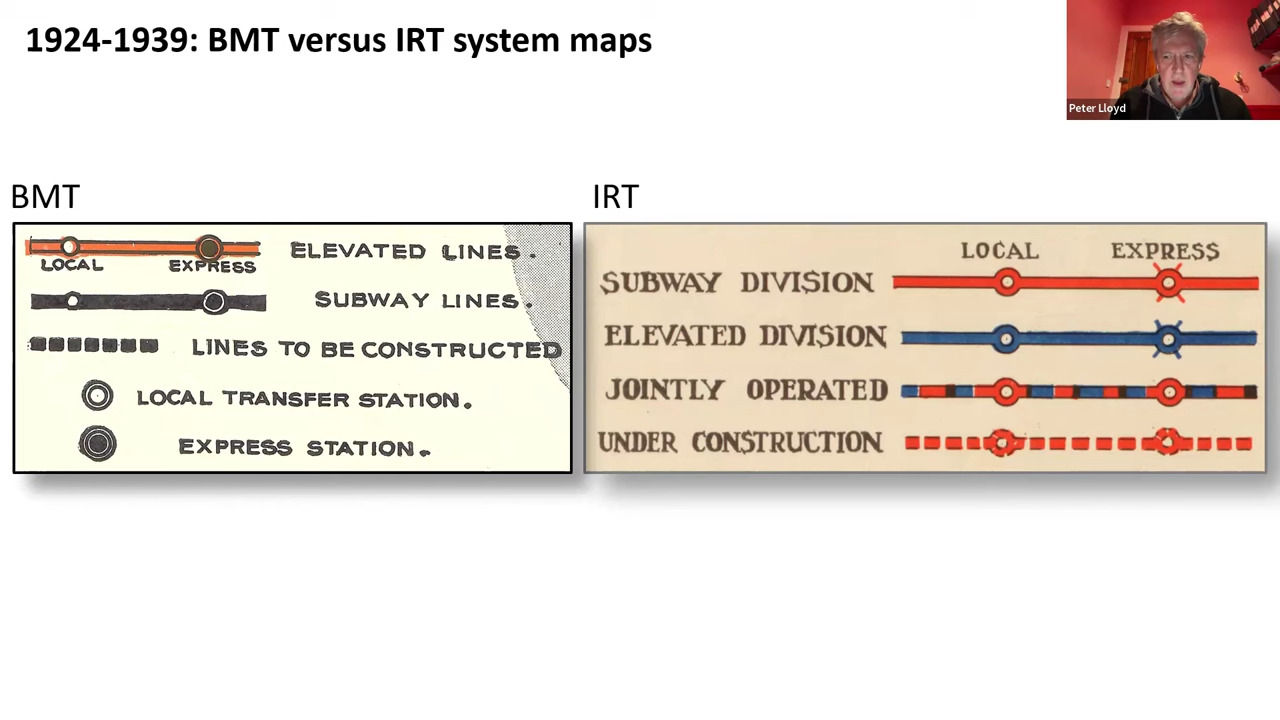 1924-1939: BMT versus IRT system maps
Peter Lloyd
BMT
LOCAL EXPRESS ELEVATED LINES.
SUBWAY LINES.
LINES TO BE CONSTRUCTED
LOCAL TRANSFER STATION.
EXPRESS STATION.
IRT
LOCAL EXPRESS
SUBWAY DIVISION
ELEVATED DIVISION
JOINTLY OPERATED
UNDER CONSTRUCTION